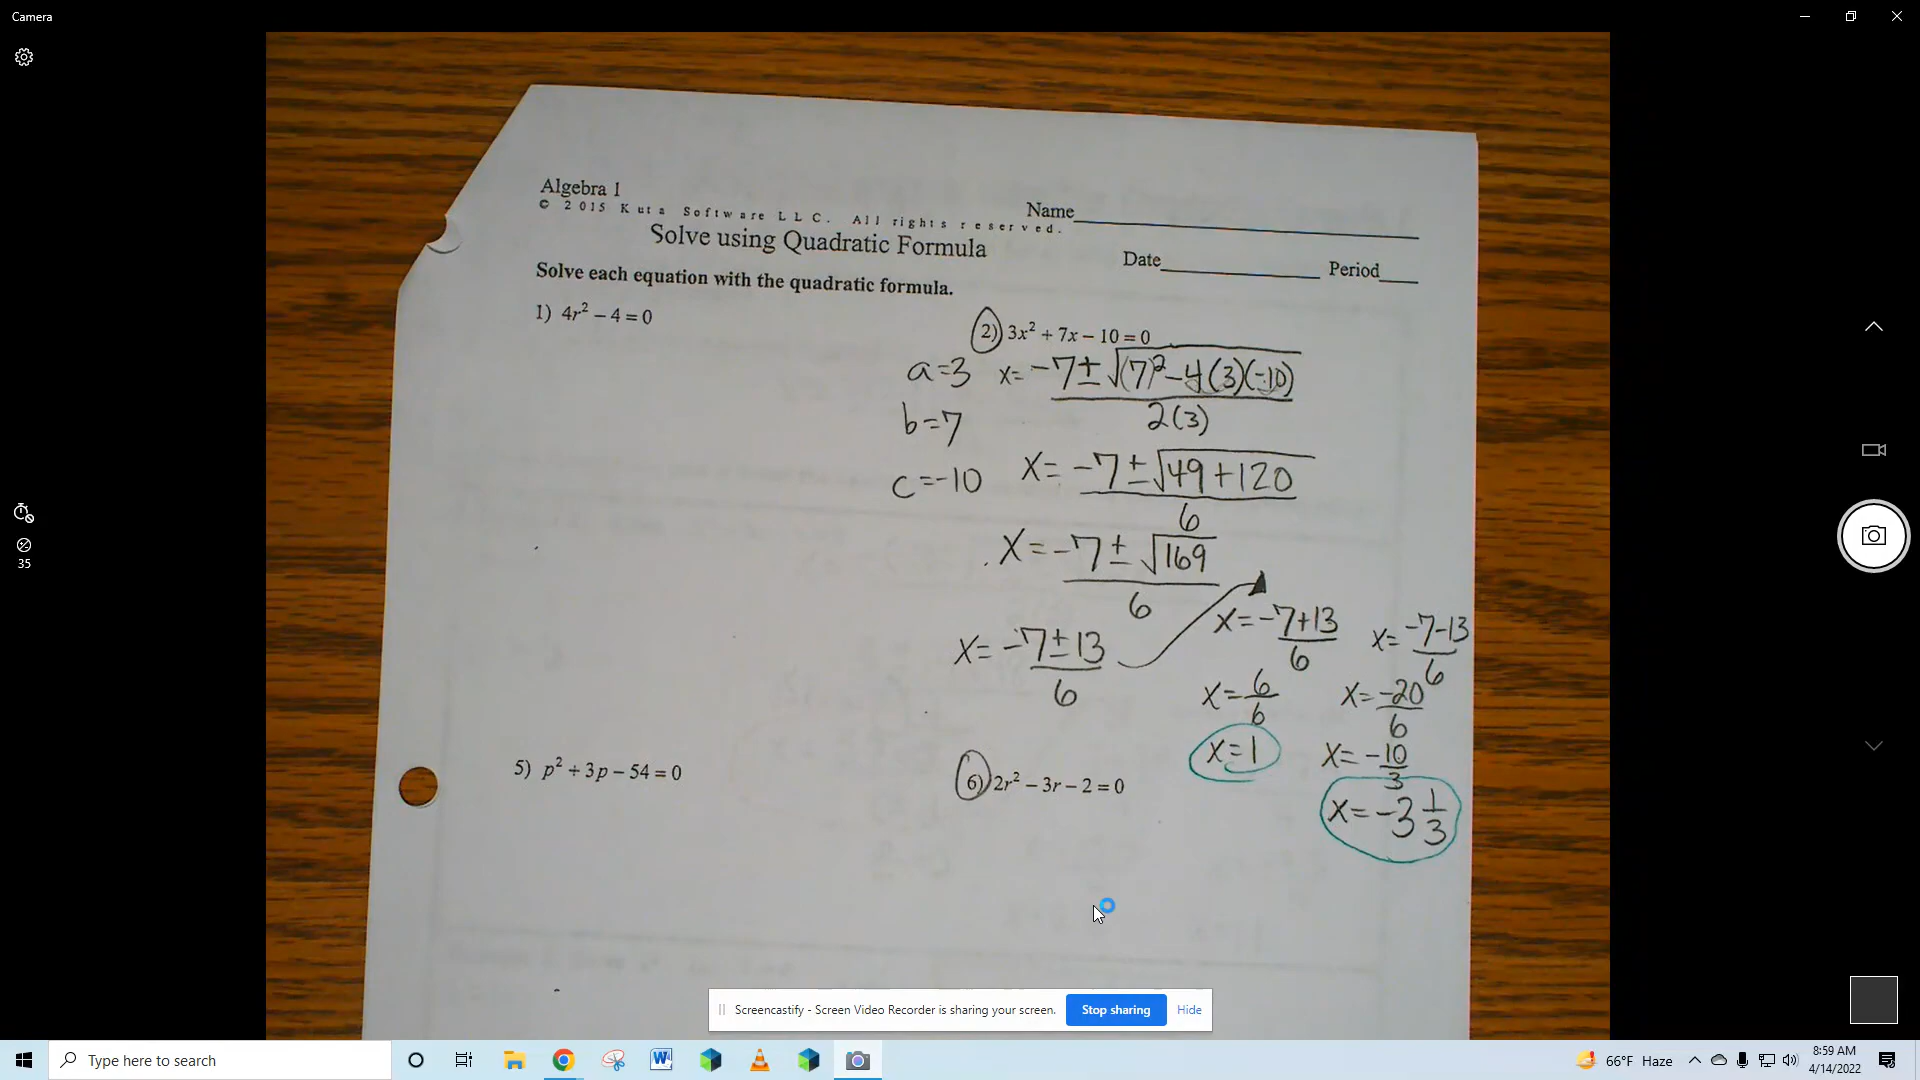 Camera
Algebra 1
© 2015 Kuta Software LLC. All rights reserved.
Name
Solve using Quadratic Formula
Date Period
Solve each equation with the quadratic formula.
1) 4r² − 4 = 0
2) 3x² + 7x − 10 = 0
a=3
b=7
c=-10
x= -7±√(7)²-4(3)(-10)
2(3)
x= -7±√49+120
6
x= -7±√169
6
x= -7±13
6
x= -7+13
6
x= 6
6
x=1
x= -7-13
6
x= -20
6
x= -10
3
x= -3 1/3
5) p² + 3p − 54 = 0
6) 2r² − 3r − 2 = 0
35
Screencastify - Screen Video Recorder is sharing your screen.
Stop sharing
Hide
Type here to search
66°F Haze
8:59 AM
4/14/2022